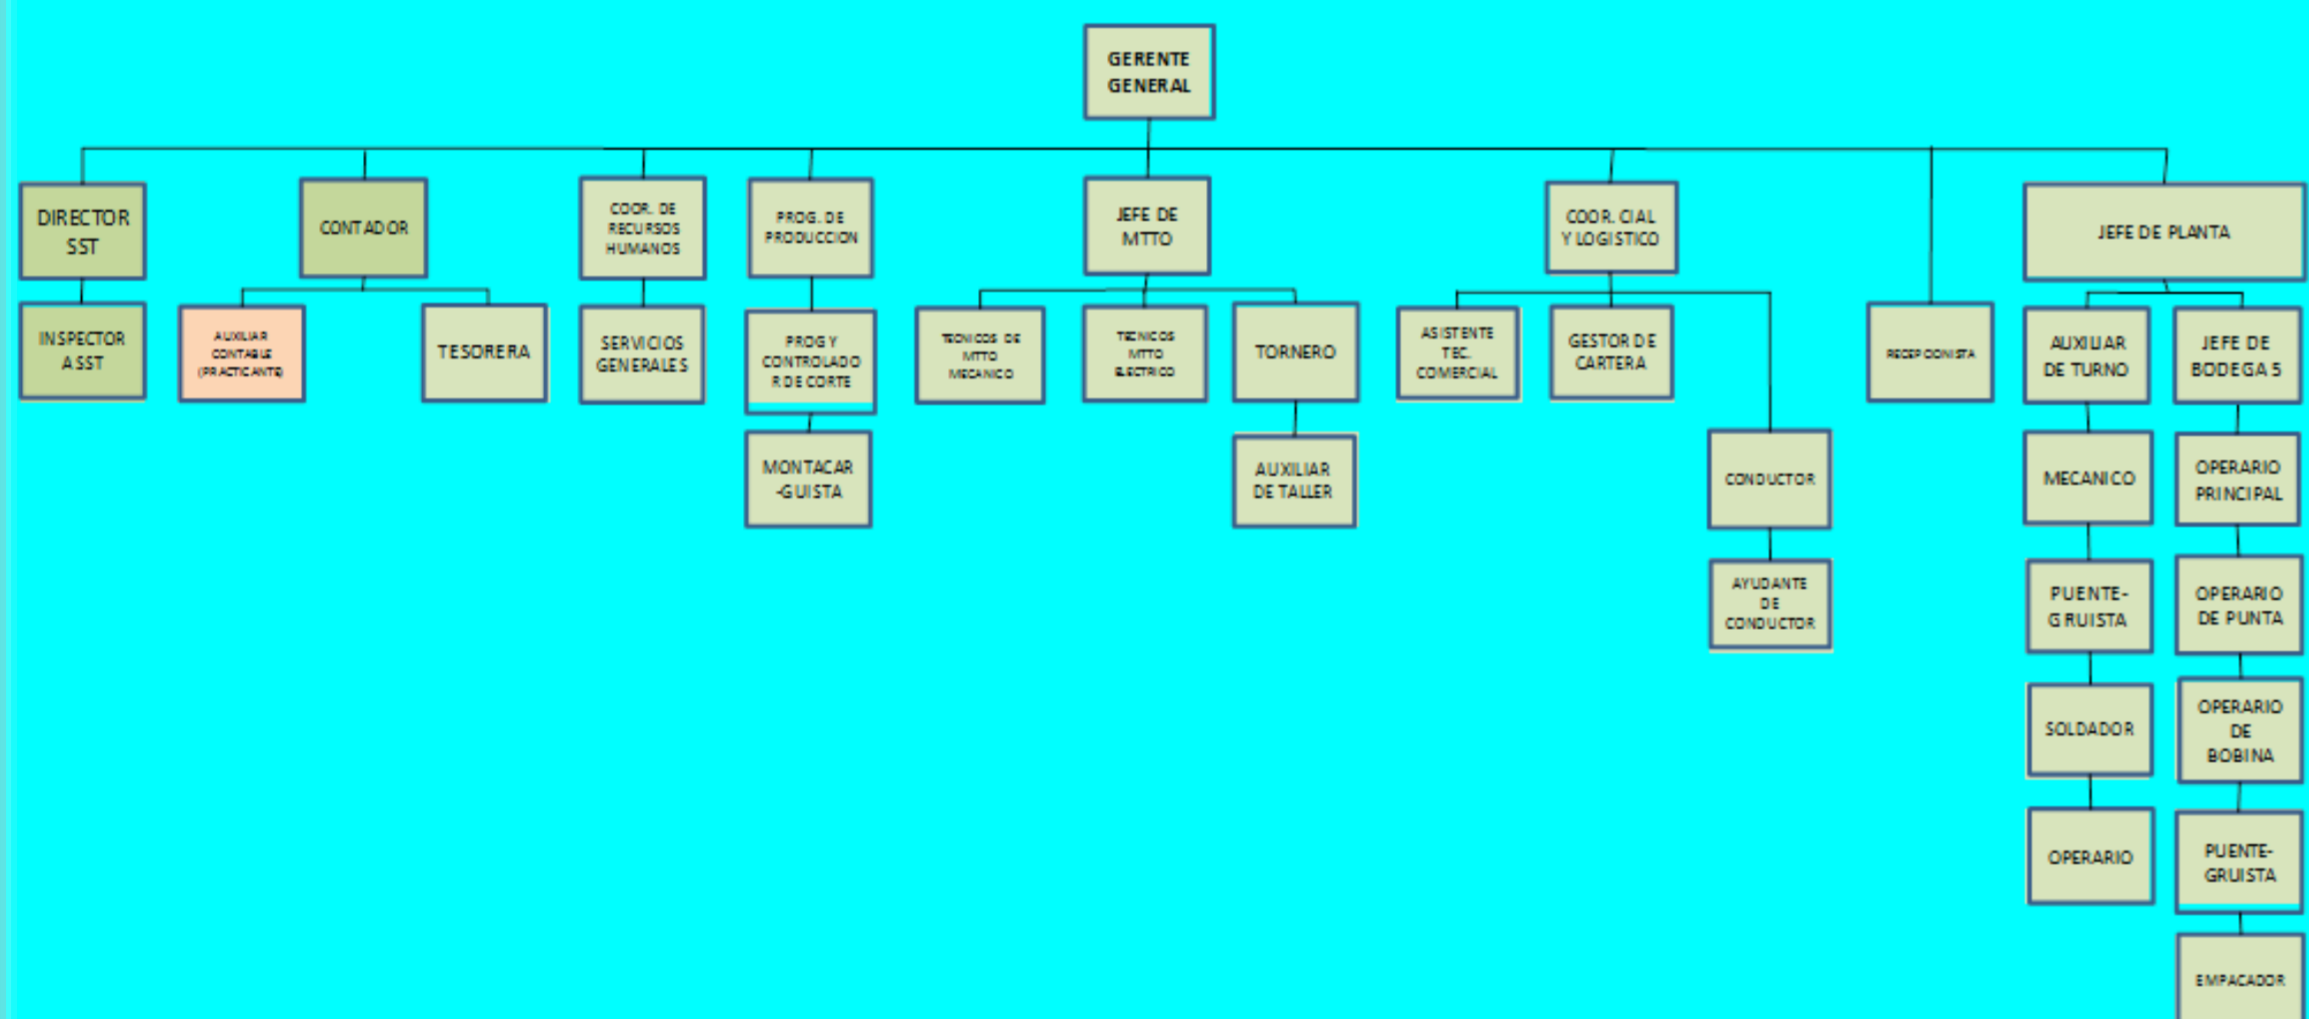 GERENTE
GENERAL
DIRECTOR
SST
CONTADOR
COOR. DE
RECURSOS
HUMANOS
PROG. DE
PRODUCCION
JEFE DE
MTTO
COOR. CIAL
Y LOGISTICO
JEFE DE PLANTA
INSPECTOR
A SST
AUXILIAR
CONTABLE
(PRACTICANTE)
TESORERA
SERVICIOS
GENERALES
PROG Y
CONTROLADO
R DE CORTE
TECNICOS DE
MTTO
MECANICO
TECNICOS
MTTO
ELECTRICO
TORNERO
ASISTENTE
TEC.
COMERCIAL
GESTOR DE
CARTERA
RECEPCIONISTA
AUXILIAR
DE TURNO
JEFE DE
BODEGA 5
MONTACAR
-GUISTA
AUXILIAR
DE TALLER
CONDUCTOR
MECANICO
OPERARIO
PRINCIPAL
AYUDANTE
DE
CONDUCTOR
PUENTE-
GRUISTA
OPERARIO
DE PUNTA
SOLDADOR
OPERARIO
DE
BOBINA
OPERARIO
PUENTE-
GRUISTA
EMPACADOR